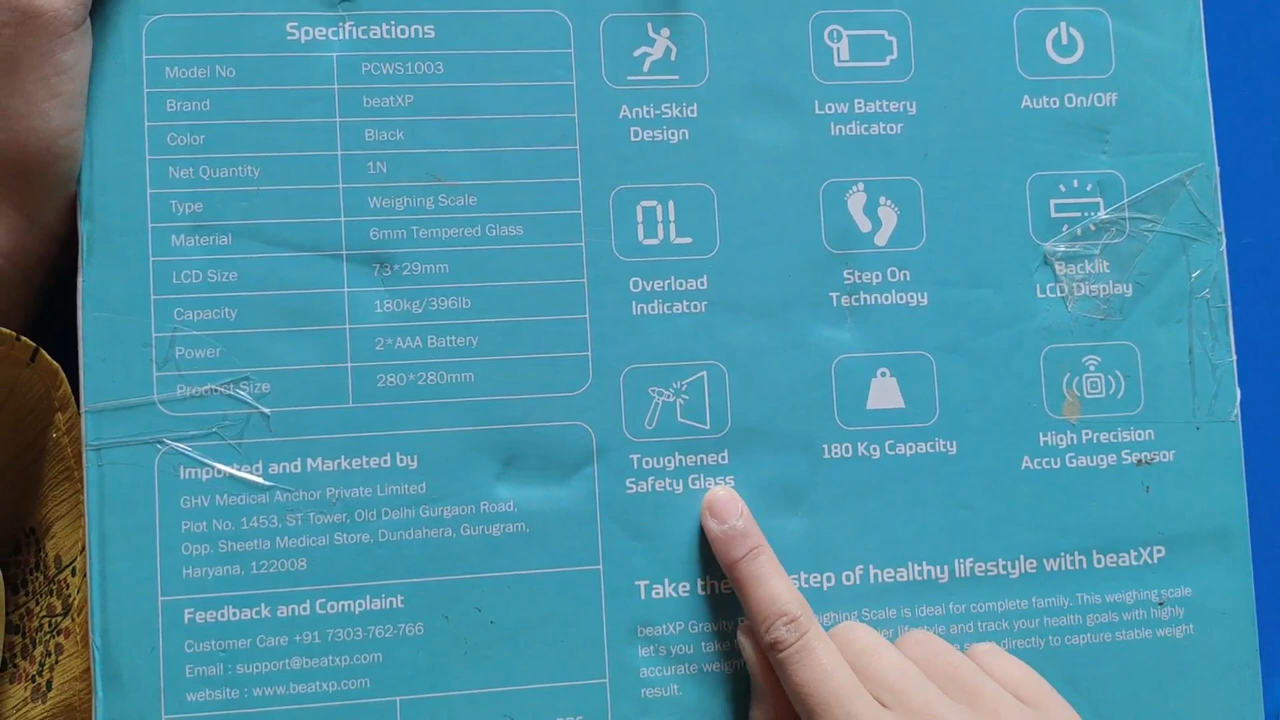 Specifications
Model No PCWS1003
Brand beatXP
Color Black
Net Quantity 1N
Type Weighing Scale
Material 6mm Tempered Glass
LCD Size 73*29mm
Capacity 180kg/396lb
Power 2*AAA Battery
Product Size 280*280mm
Imported and Marketed by
GHV Medical Anchor Private Limited
Plot No. 1453, ST Tower, Old Delhi Gurgaon Road,
Opp. Sheetla Medical Store, Dundahera, Gurugram,
Haryana, 122008
Feedback and Complaint
Customer Care +91 7303-762-766
Email : support@beatxp.com
website : www.beatxp.com
Anti-Skid
Design
Low Battery
Indicator
Auto On/Off
OL
Overload
Indicator
Step On
Technology
Backlit
LCD Display
Toughened
Safety Glass
180 Kg Capacity
High Precision
Accu Gauge Sensor
Take the step of healthy lifestyle with beatXP
beatXP Gravity Weighing Scale is ideal for complete family. This weighing scale
let's you take lifestyle and track your health goals with highly
accurate directly to capture stable weight
result.